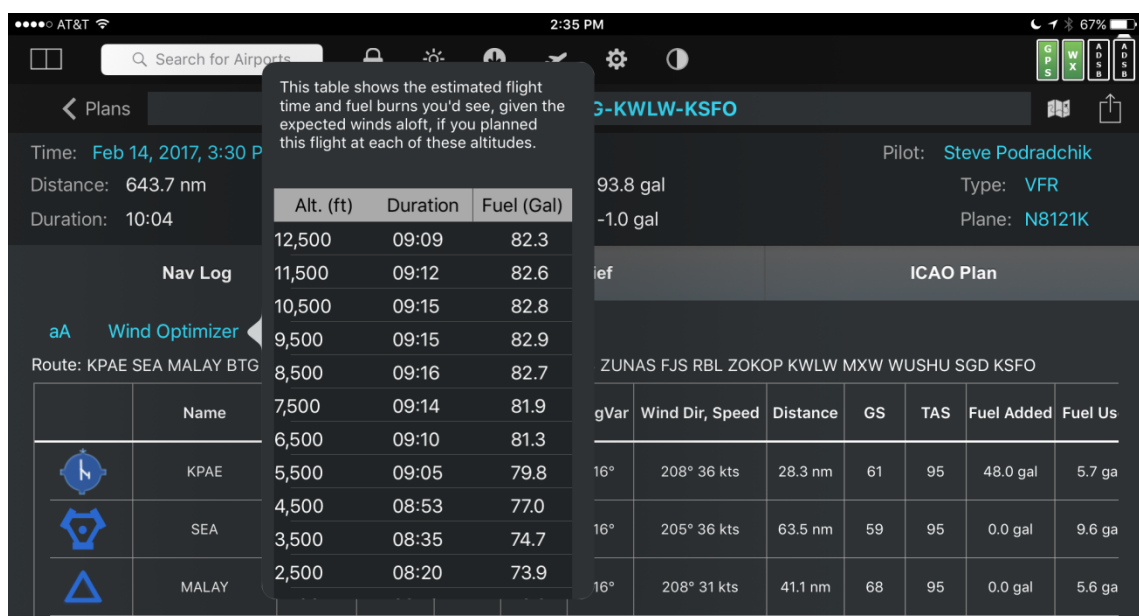 AT&T 2:35 PM 67%
Search for Airports
GPS WX ADSB ADSB
Plans G-KWLW-KSFO
This table shows the estimated flight
time and fuel burns you'd see, given the
expected winds aloft, if you planned
this flight at each of these altitudes.
Time: Feb 14, 2017, 3:30 P Pilot: Steve Podradchik
Distance: 643.7 nm 93.8 gal Type: VFR
Duration: 10:04 -1.0 gal Plane: N8121K
Alt. (ft) Duration Fuel (Gal)
12,500 09:09 82.3
11,500 09:12 82.6
10,500 09:15 82.8
9,500 09:15 82.9
8,500 09:16 82.7
7,500 09:14 81.9
6,500 09:10 81.3
5,500 09:05 79.8
4,500 08:53 77.0
3,500 08:35 74.7
2,500 08:20 73.9
Nav Log ief ICAO Plan
aA Wind Optimizer
Route: KPAE SEA MALAY BTG ZUNAS FJS RBL ZOKOP KWLW MXW WUSHU SGD KSFO
Name gVar Wind Dir, Speed Distance GS TAS Fuel Added Fuel Us
KPAE 16° 208° 36 kts 28.3 nm 61 95 48.0 gal 5.7 ga
SEA 16° 205° 36 kts 63.5 nm 59 95 0.0 gal 9.6 ga
MALAY 16° 208° 31 kts 41.1 nm 68 95 0.0 gal 5.6 ga